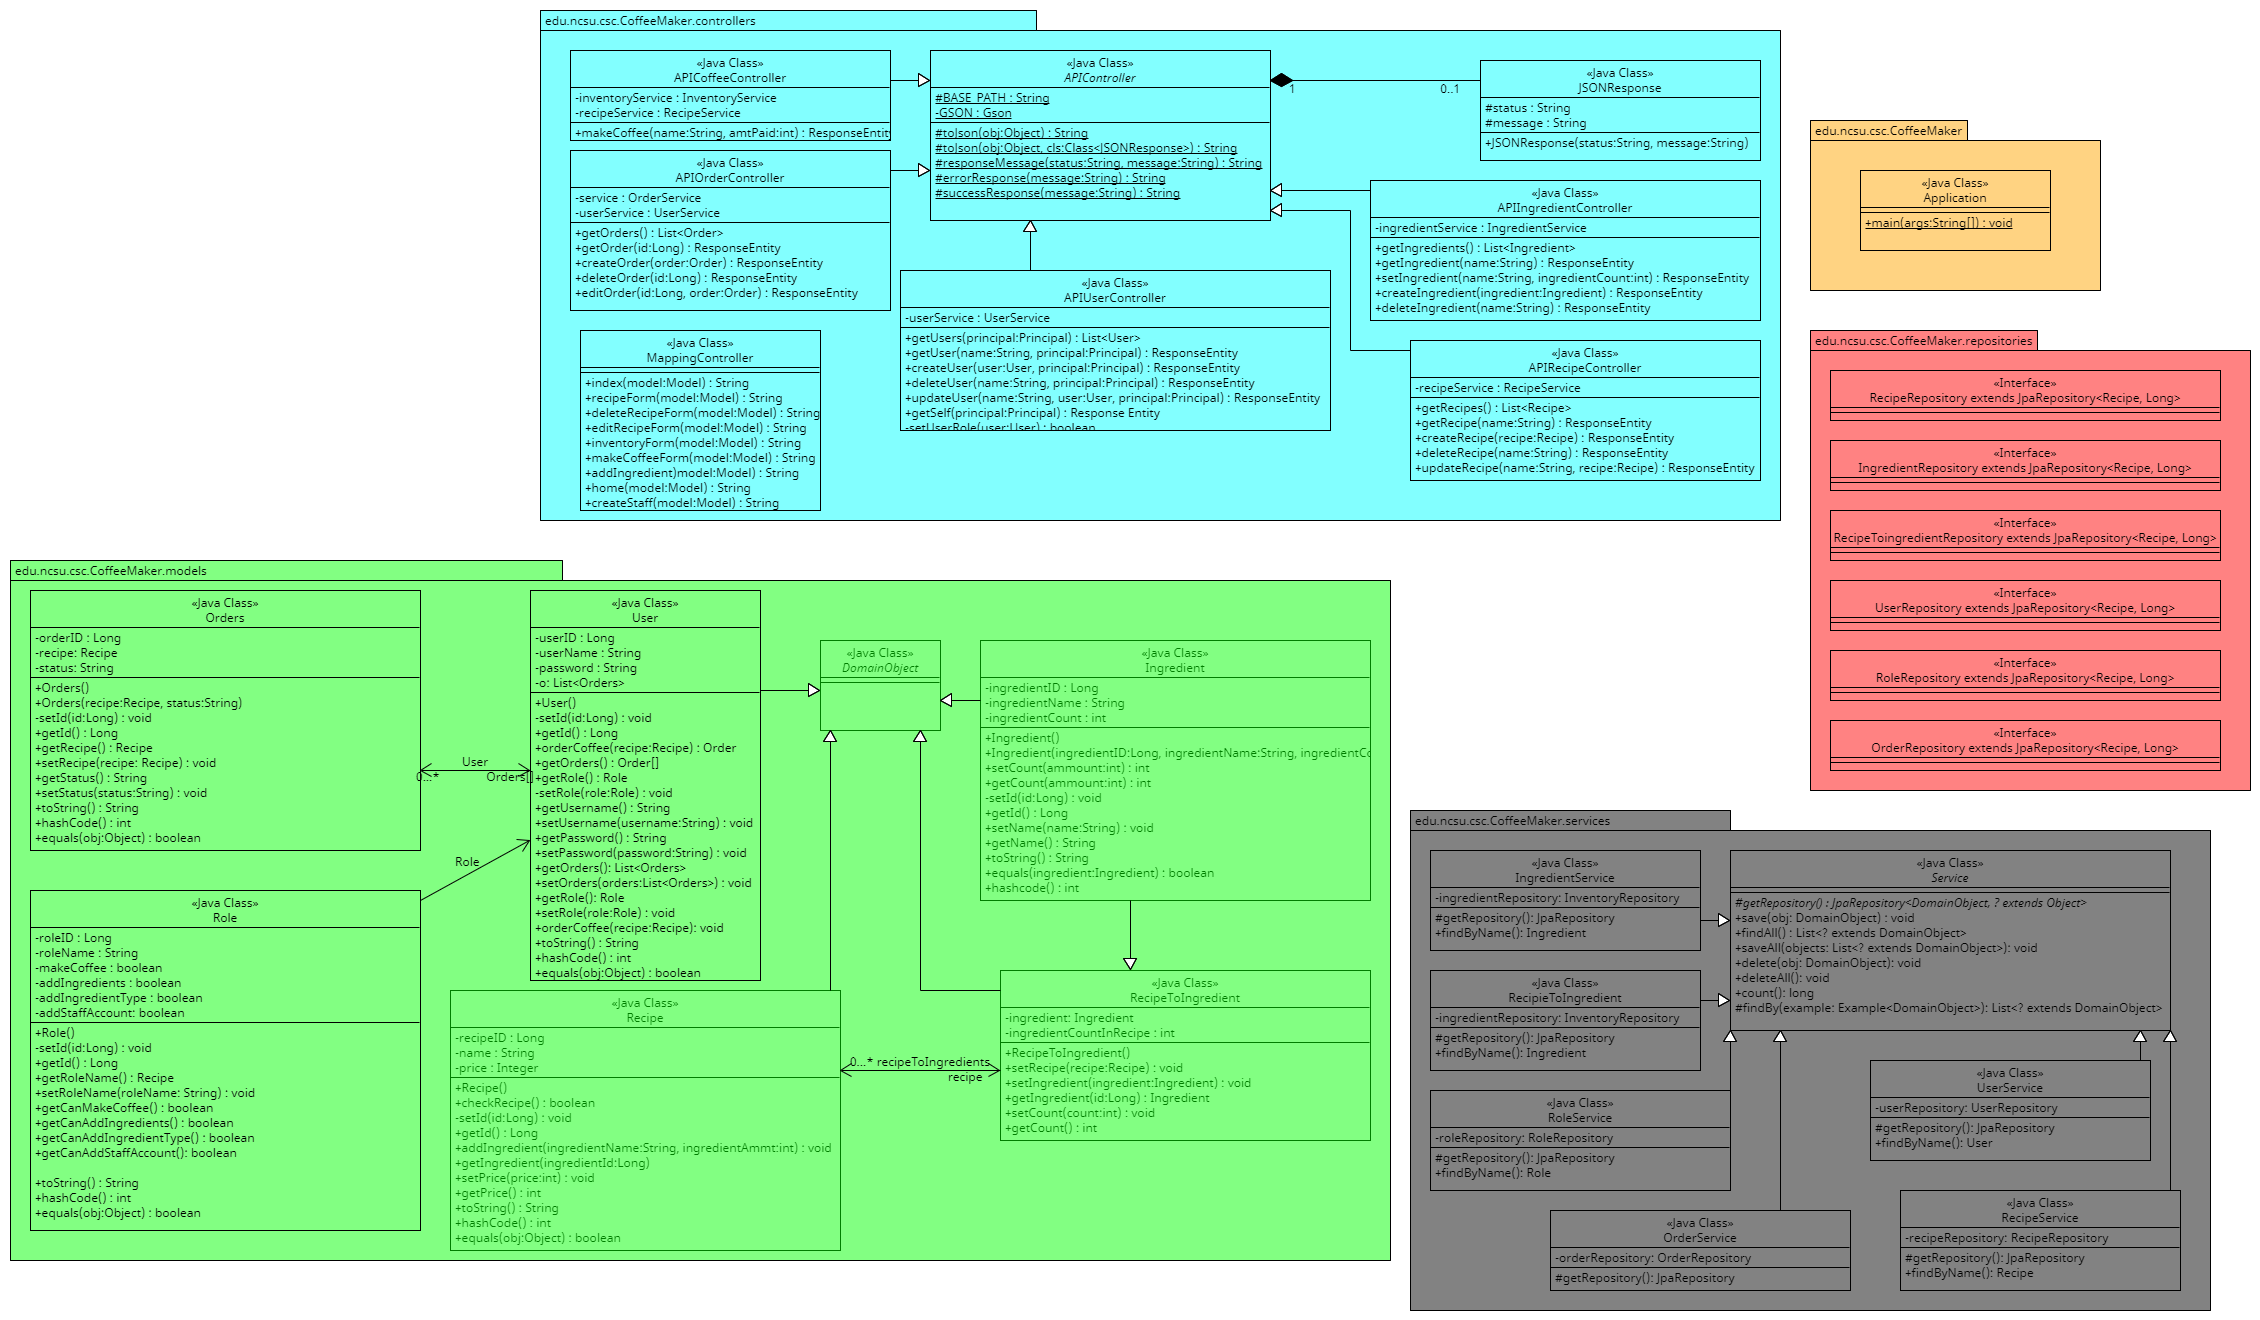 edu.ncsu.csc.CoffeeMaker.controllers
«Java Class»
APICoffeeController
-inventoryService : InventoryService
-recipeService : RecipeService
+makeCoffee(name:String, amtPaid:int) : ResponseEntit
«Java Class»
APIController
#BASE_PATH : String
-GSON : Gson
#toJson(obj:Object) : String
#toJson(obj:Object, cls:Class<JSONResponse>) : String
#responseMessage(status:String, message:String) : String
#errorResponse(message:String) : String
#successResponse(message:String) : String
1
0..1
«Java Class»
JSONResponse
#status : String
#message : String
+JSONResponse(status:String, message:String)
«Java Class»
APIOrderController
-service : OrderService
-userService : UserService
+getOrders() : List<Order>
+getOrder(id:Long) : ResponseEntity
+createOrder(order:Order) : ResponseEntity
+deleteOrder(id:Long) : ResponseEntity
+editOrder(id:Long, order:Order) : ResponseEntity
«Java Class»
APIIngredientController
-ingredientService : IngredientService
+getIngredients() : List<Ingredient>
+getIngredient(name:String) : ResponseEntity
+setIngredient(name:String, ingredientCount:int) : ResponseEntity
+createIngredient(ingredient:Ingredient) : ResponseEntity
+deleteIngredient(name:String) : ResponseEntity
«Java Class»
APIUserController
-userService : UserService
+getUsers(principal:Principal) : List<User>
+getUser(name:String, principal:Principal) : ResponseEntity
+createUser(user:User, principal:Principal) : ResponseEntity
+deleteUser(name:String, principal:Principal) : ResponseEntity
+updateUser(name:String, user:User, principal:Principal) : ResponseEntity
+getSelf(principal:Principal) : Response Entity
-setUserRole(user:User) : boolean
«Java Class»
MappingController
+index(model:Model) : String
+recipeForm(model:Model) : String
+deleteRecipeForm(model:Model) : String
+editRecipeForm(model:Model) : String
+inventoryForm(model:Model) : String
+makeCoffeeForm(model:Model) : String
+addIngredient)model:Model) : String
+home(model:Model) : String
+createStaff(model:Model) : String
«Java Class»
APIRecipeController
-recipeService : RecipeService
+getRecipes() : List<Recipe>
+getRecipe(name:String) : ResponseEntity
+createRecipe(recipe:Recipe) : ResponseEntity
+deleteRecipe(name:String) : ResponseEntity
+updateRecipe(name:String, recipe:Recipe) : ResponseEntity
edu.ncsu.csc.CoffeeMaker
«Java Class»
Application
+main(args:String[]) : void
edu.ncsu.csc.CoffeeMaker.repositories
«Interface»
RecipeRepository extends JpaRepository<Recipe, Long>
«Interface»
IngredientRepository extends JpaRepository<Recipe, Long>
«Interface»
RecipeToingredientRepository extends JpaRepository<Recipe, Long>
«Interface»
UserRepository extends JpaRepository<Recipe, Long>
«Interface»
RoleRepository extends JpaRepository<Recipe, Long>
«Interface»
OrderRepository extends JpaRepository<Recipe, Long>
edu.ncsu.csc.CoffeeMaker.models
«Java Class»
Orders
-orderID : Long
-recipe: Recipe
-status: String
+Orders()
+Orders(recipe:Recipe, status:String)
-setId(id:Long) : void
+getId() : Long
+getRecipe() : Recipe
+setRecipe(recipe: Recipe) : void
+getStatus() : String
+setStatus(status:String) : void
+toString() : String
+hashCode() : int
+equals(obj:Object) : boolean
User
0...*
Orders[]
Role
«Java Class»
User
-userID : Long
-userName : String
-password : String
-o: List<Orders>
+User()
-setId(id:Long) : void
+getId() : Long
+orderCoffee(recipe:Recipe) : Order
+getOrders() : Order[]
+getRole() : Role
-setRole(role:Role) : void
+getUsername() : String
+setUsername(username:String) : void
+getPassword() : String
+setPassword(password:String) : void
+getOrders(): List<Orders>
+setOrders(orders:List<Orders>) : void
+getRole(): Role
+setRole(role:Role) : void
+orderCoffee(recipe:Recipe): void
+toString() : String
+hashCode() : int
+equals(obj:Object) : boolean
«Java Class»
DomainObject
«Java Class»
Ingredient
-ingredientID : Long
-ingredientName : String
-ingredientCount : int
+Ingredient()
+Ingredient(ingredientID:Long, ingredientName:String, ingredientCo
+setCount(ammount:int) : int
+getCount(ammount:int) : int
-setId(id:Long) : void
+getId() : Long
+setName(name:String) : void
+getName() : String
+toString() : String
+equals(ingredient:Ingredient) : boolean
+hashcode() : int
«Java Class»
Role
-roleID : Long
-roleName : String
-makeCoffee : boolean
-addIngredients : boolean
-addIngredientType : boolean
-addStaffAccount: boolean
+Role()
-setId(id:Long) : void
+getId() : Long
+getRoleName() : Recipe
+setRoleName(roleName: String) : void
+getCanMakeCoffee() : boolean
+getCanAddIngredients() : boolean
+getCanAddIngredientType() : boolean
+getCanAddStaffAccount(): boolean
+toString() : String
+hashCode() : int
+equals(obj:Object) : boolean
«Java Class»
Recipe
-recipeID : Long
-name : String
-price : Integer
+Recipe()
+checkRecipe() : boolean
-setId(id:Long) : void
+getId() : Long
+addIngredient(ingredientName:String, ingredientAmmt:int) : void
+getIngredient(ingredientId:Long)
+setPrice(price:int) : void
+getPrice() : int
+toString() : String
+hashCode() : int
+equals(obj:Object) : boolean
0...* recipeToIngredients
recipe
«Java Class»
RecipeToIngredient
-ingredient: Ingredient
-ingredientCountInRecipe : int
+RecipeToIngredient()
+setRecipe(recipe:Recipe) : void
+setIngredient(ingredient:Ingredient) : void
+getIngredient(id:Long) : Ingredient
+setCount(count:int) : void
+getCount() : int
edu.ncsu.csc.CoffeeMaker.services
«Java Class»
IngredientService
-ingredientRepository: InventoryRepository
#getRepository(): JpaRepository
+findByName(): Ingredient
«Java Class»
Service
#getRepository() : JpaRepository<DomainObject, ? extends Object>
+save(obj: DomainObject) : void
+findAll() : List<? extends DomainObject>
+saveAll(objects: List<? extends DomainObject>): void
+delete(obj: DomainObject): void
+deleteAll(): void
+count(): long
#findBy(example: Example<DomainObject>): List<? extends DomainObject>
«Java Class»
RecipieToIngredient
-ingredientRepository: InventoryRepository
#getRepository(): JpaRepository
+findByName(): Ingredient
«Java Class»
RoleService
-roleRepository: RoleRepository
#getRepository(): JpaRepository
+findByName(): Role
«Java Class»
UserService
-userRepository: UserRepository
#getRepository(): JpaRepository
+findByName(): User
«Java Class»
OrderService
-orderRepository: OrderRepository
#getRepository(): JpaRepository
«Java Class»
RecipeService
-recipeRepository: RecipeRepository
#getRepository(): JpaRepository
+findByName(): Recipe